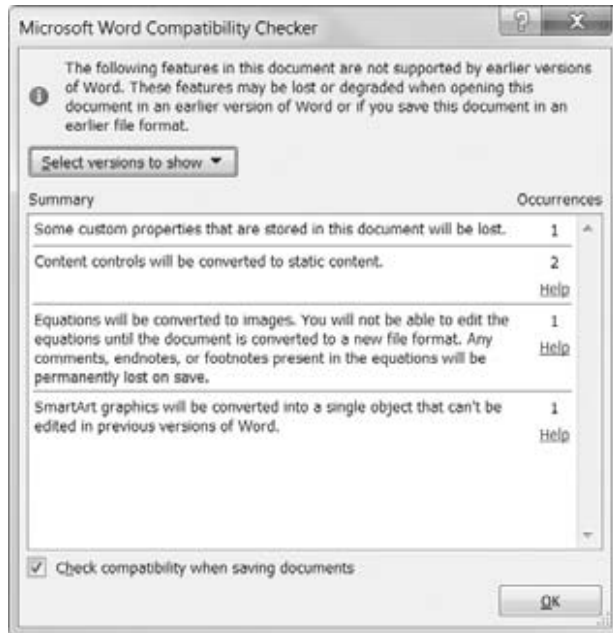 Microsoft Word Compatibility Checker
The following features in this document are not supported by earlier versions
of Word. These features may be lost or degraded when opening this
document in an earlier version of Word or if you save this document in an
earlier file format.
Select versions to show
Summary Occurrences
Some custom properties that are stored in this document will be lost. 1
Content controls will be converted to static content. 2
Help
Equations will be converted to images. You will not be able to edit the 1
equations until the document is converted to a new file format. Any Help
comments, endnotes, or footnotes present in the equations will be
permanently lost on save.
SmartArt graphics will be converted into a single object that can't be 1
edited in previous versions of Word.
Help
Check compatibility when saving documents
OK